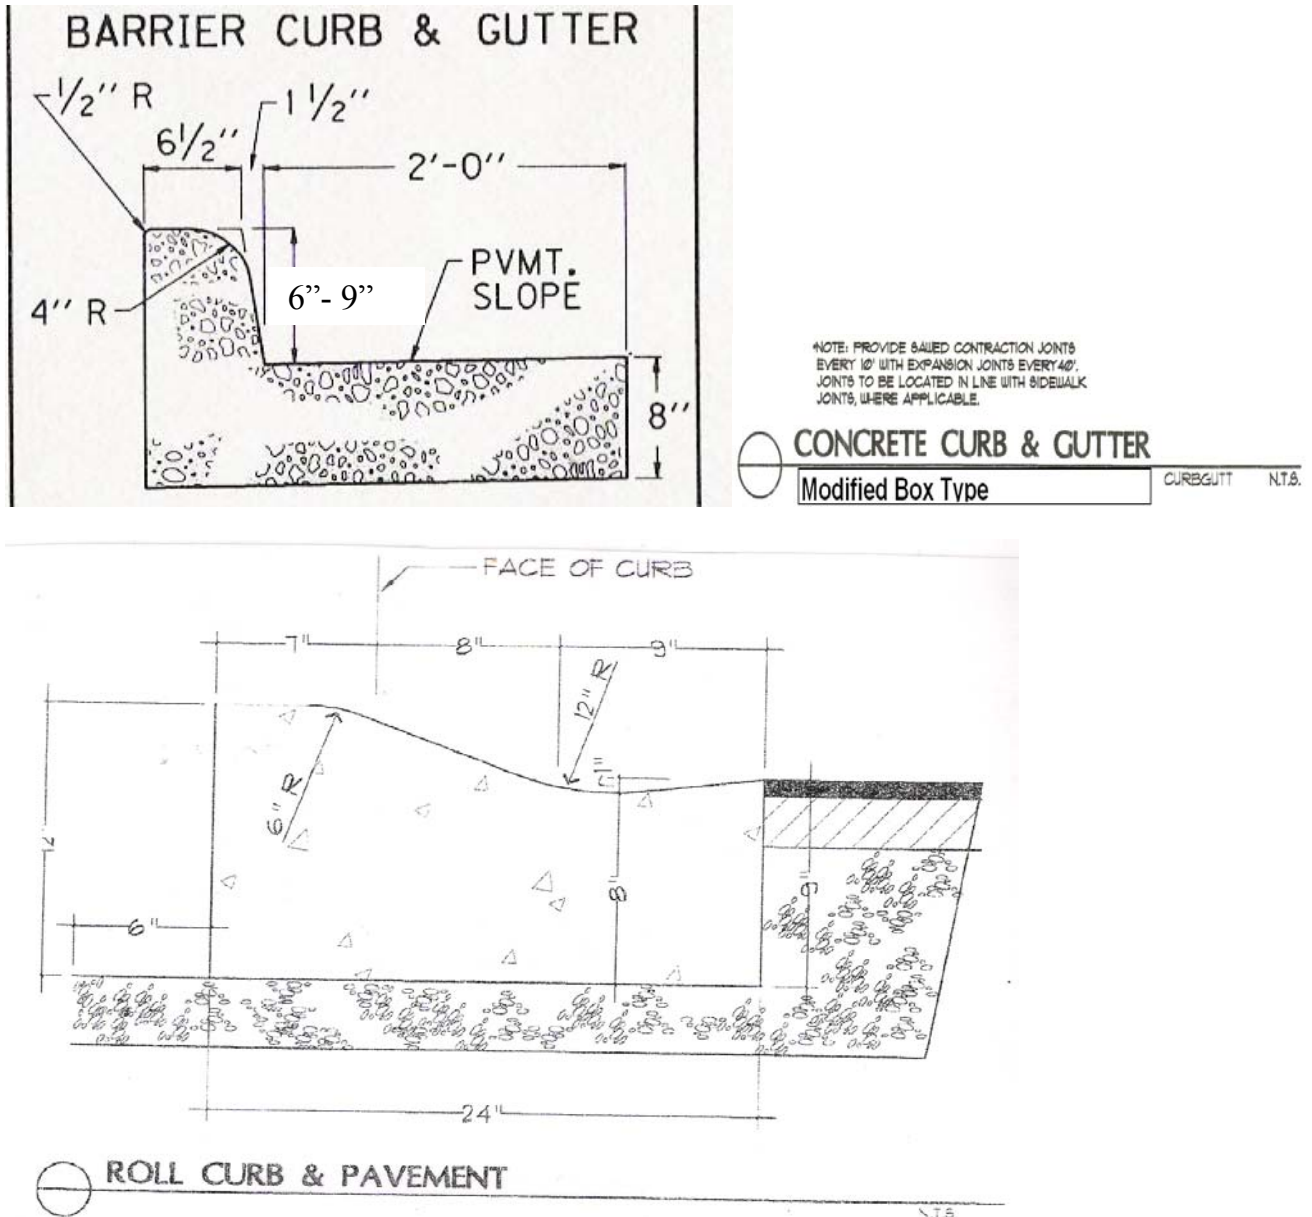 BARRIER CURB & GUTTER
1/2" R
1 1/2"
6 1/2"
2'-0"
PVMT.
SLOPE
4" R
6”- 9”
8"
NOTE: PROVIDE SAWED CONTRACTION JOINTS
EVERY 10' WITH EXPANSION JOINTS EVERY 40'.
JOINTS TO BE LOCATED IN LINE WITH SIDEWALK
JOINTS, WHERE APPLICABLE.
CONCRETE CURB & GUTTER
Modified Box Type
CURBGUTT N.T.S.
FACE OF CURB
7"
8"
9"
12" R
1"
6" R
8"
9"
6"
24"
ROLL CURB & PAVEMENT
N.T.S.